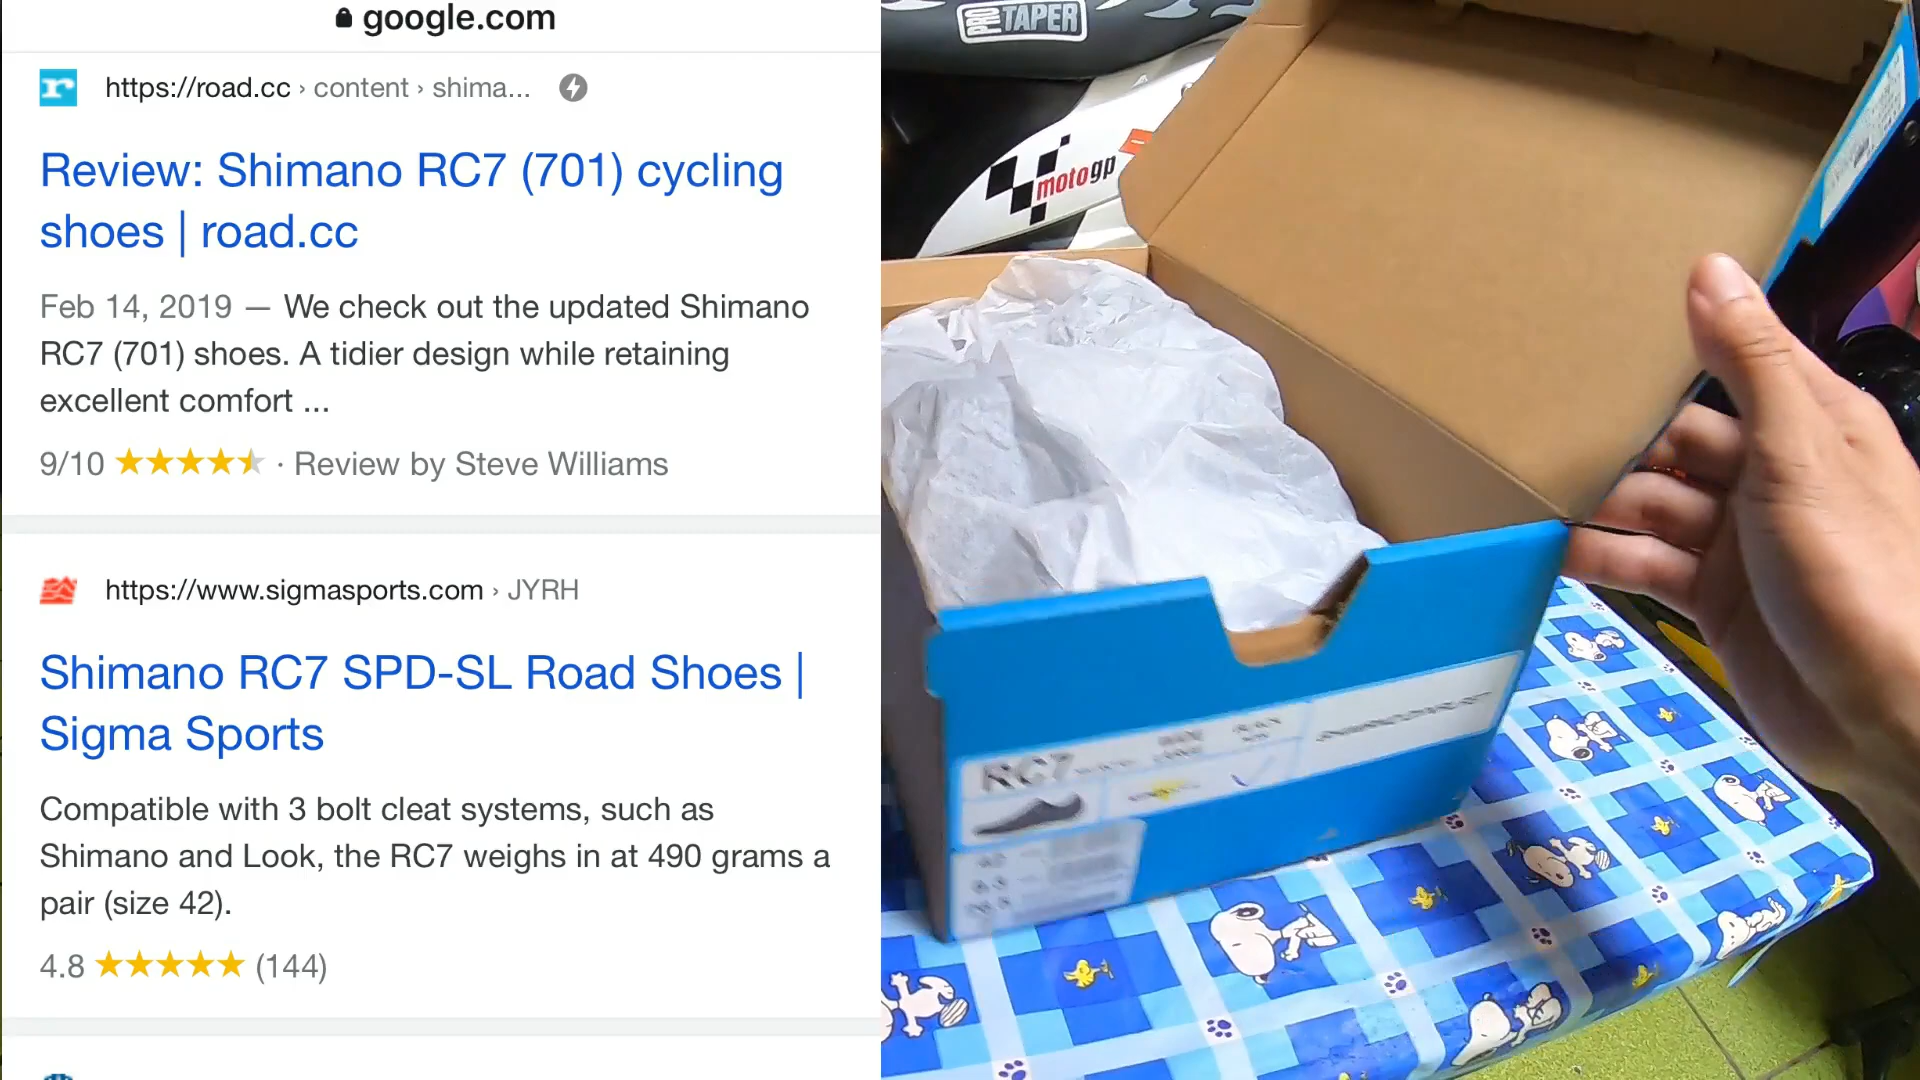 google.com
https://road.cc › content › shima...
Review: Shimano RC7 (701) cycling
shoes | road.cc
Feb 14, 2019 — We check out the updated Shimano
RC7 (701) shoes. A tidier design while retaining
excellent comfort ...
9/10 · Review by Steve Williams
https://www.sigmasports.com › JYRH
Shimano RC7 SPD-SL Road Shoes |
Sigma Sports
Compatible with 3 bolt cleat systems, such as
Shimano and Look, the RC7 weighs in at 490 grams a
pair (size 42).
4.8 (144)
PRO TAPER
motogp
RC7